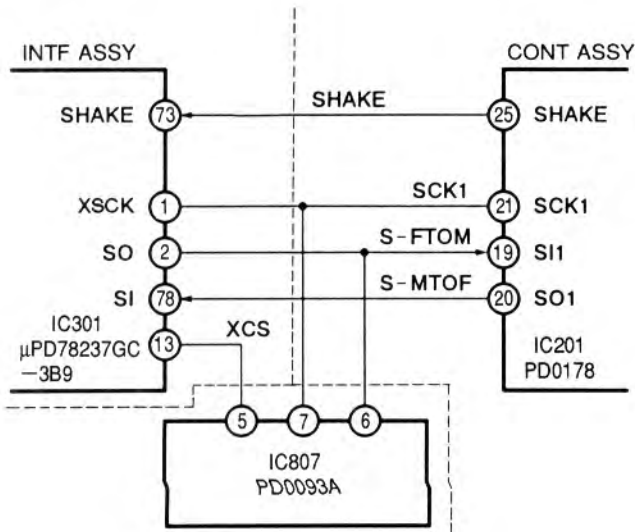 INTF ASSY
CONT ASSY
SHAKE 73 SHAKE 25 SHAKE
XSCK 1 SCK1 21 SCK1
SO 2 S-FTOM 19 SI1
SI 78 S-MTOF 20 SO1
IC301
μPD78237GC
-3B9
13 XCS
IC201
PD0178
5 7 6
IC807
PD0093A